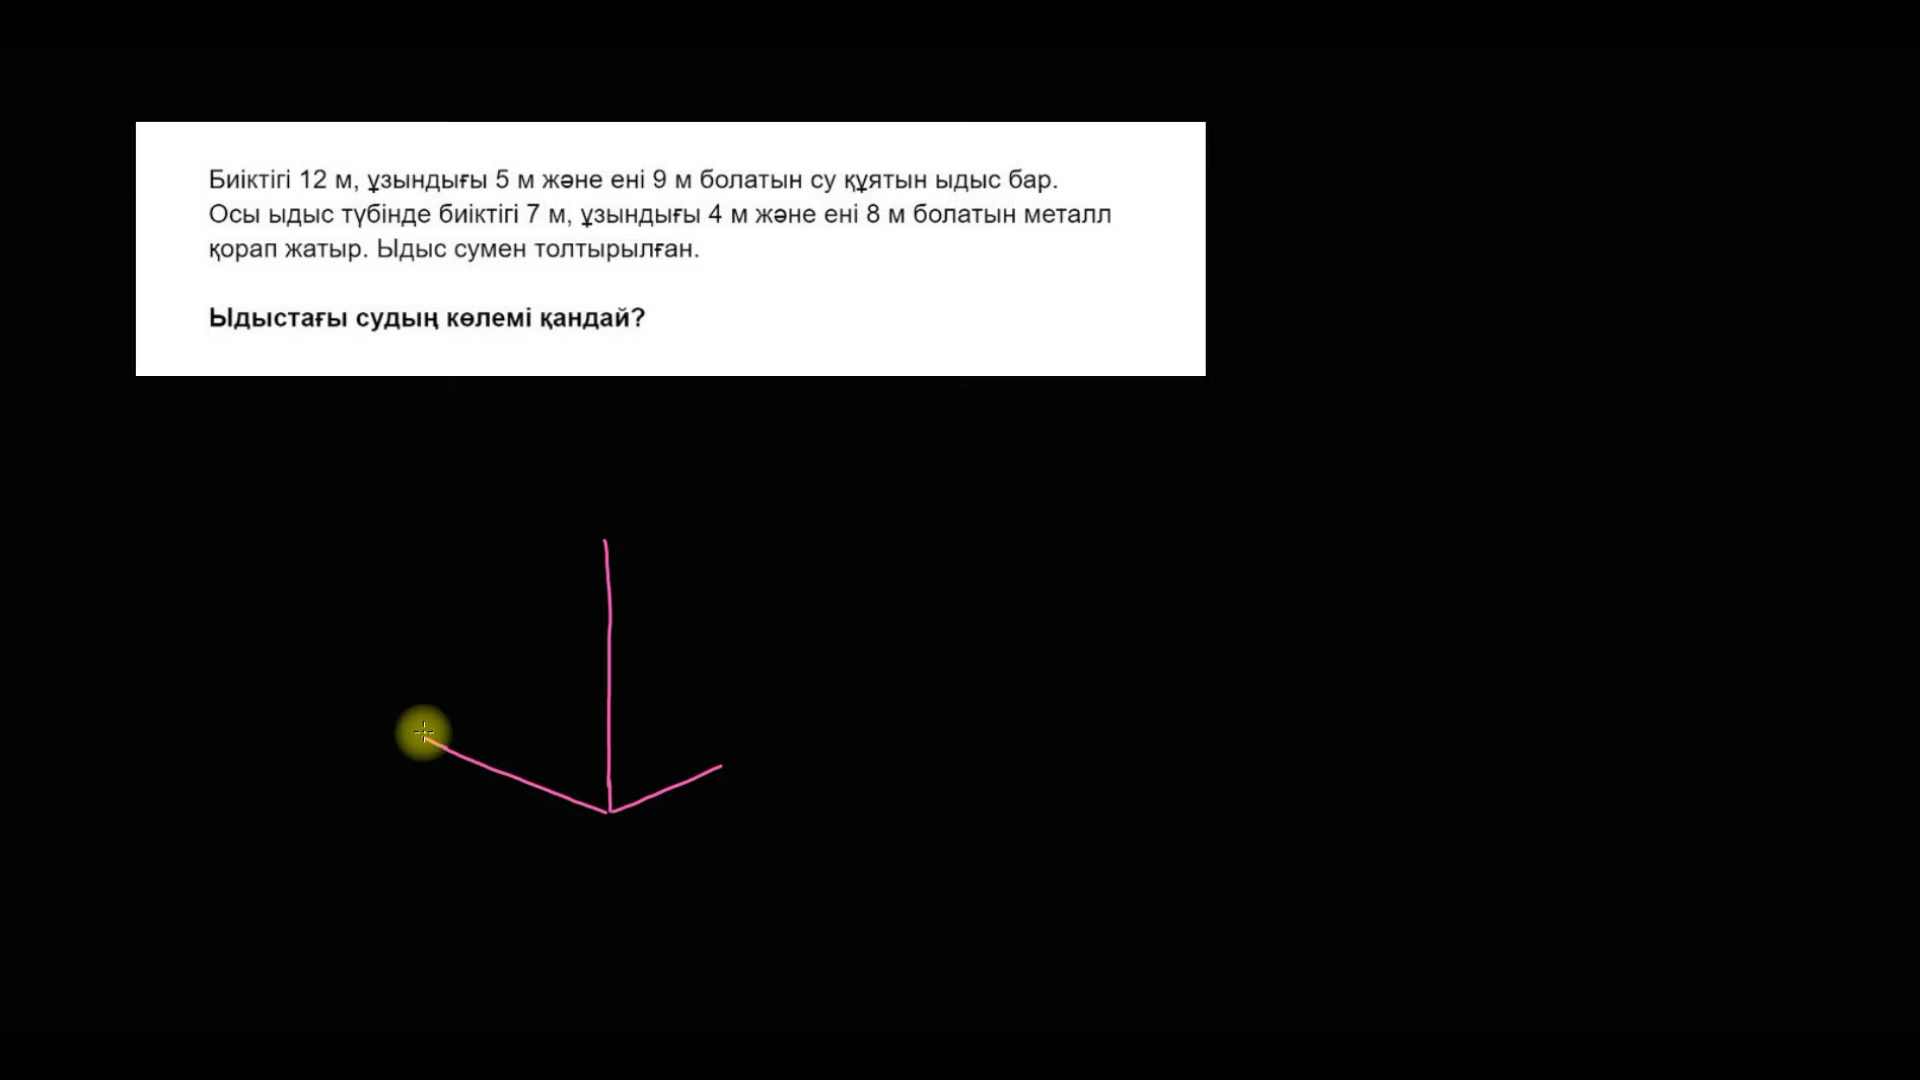 Биіктігі 12 м, ұзындығы 5 м және ені 9 м болатын су құятын ыдыс бар.
Осы ыдыс түбінде биіктігі 7 м, ұзындығы 4 м және ені 8 м болатын металл
қорап жатыр. Ыдыс сумен толтырылған.
Ыдыстағы судың көлемі қандай?